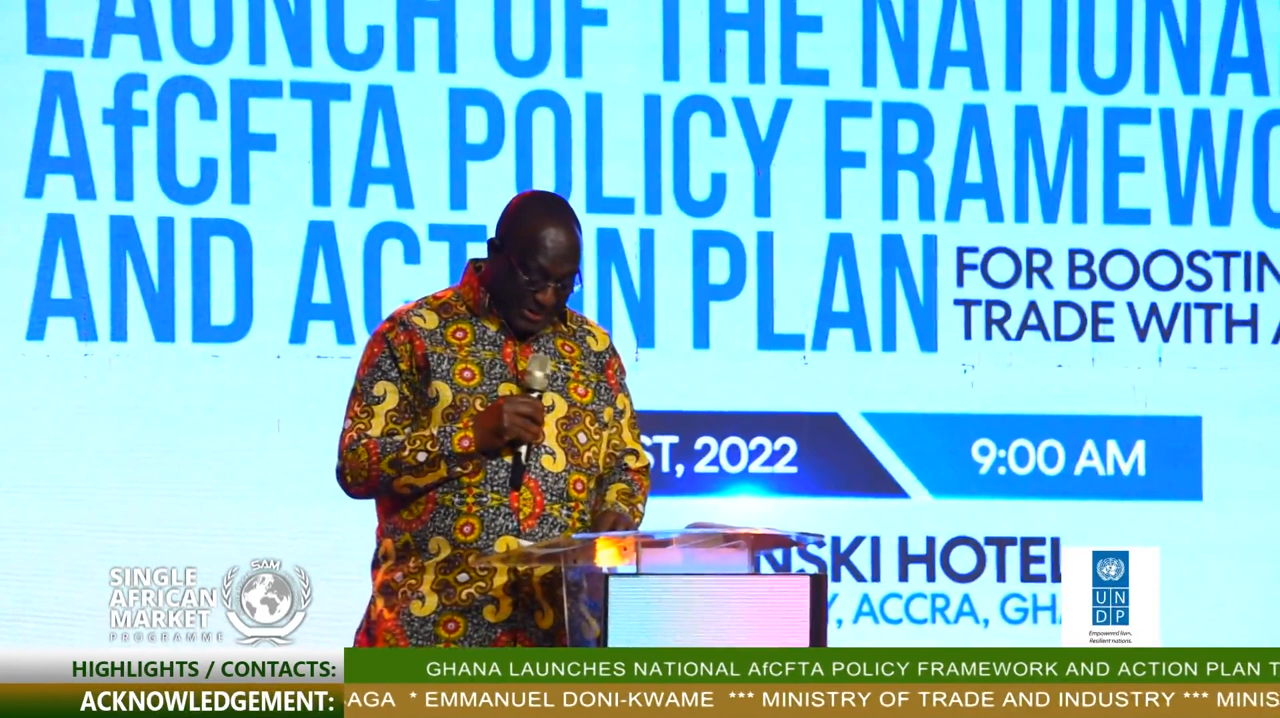 LAUNCH OF THE NATIONAL
AfCFTA POLICY FRAMEWO
AND ACTION PLAN
FOR BOOSTIN
TRADE WITH A
ST, 2022
9:00 AM
NSKI HOTEL
Y, ACCRA, GHA
SINGLE
AFRICAN
MARKET
PROGRAMME
SAM
U N
D P
Empowered lives.
Resilient nations.
HIGHLIGHTS / CONTACTS:
GHANA LAUNCHES NATIONAL AfCFTA POLICY FRAMEWORK AND ACTION PLAN T
ACKNOWLEDGEMENT:
AGA * EMMANUEL DONI-KWAME *** MINISTRY OF TRADE AND INDUSTRY *** MINIS